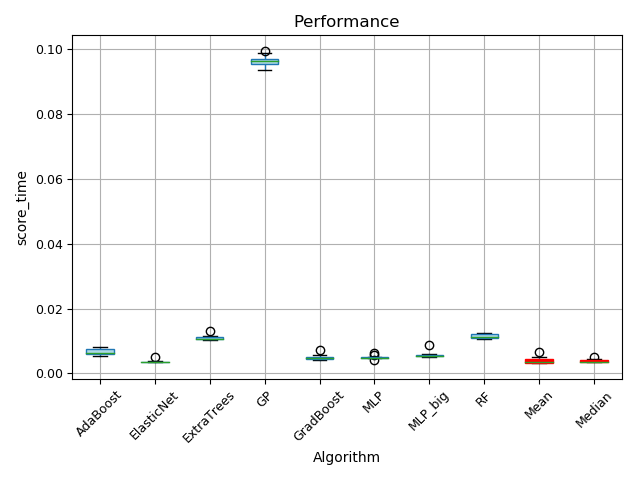 Performance
0.10
0.08
0.06
0.04
0.02
0.00
score_time
AdaBoost
ElasticNet
ExtraTrees
GP
GradBoost
MLP
MLP_big
RF
Mean
Median
Algorithm